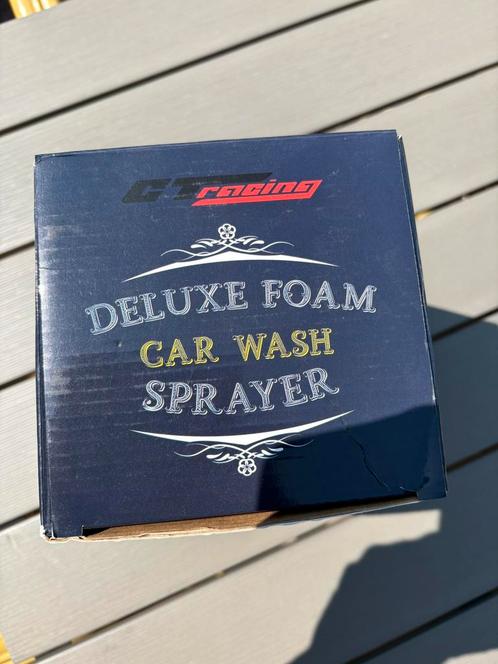 GT racing
DELUXE FOAM
CAR WASH
SPRAYER